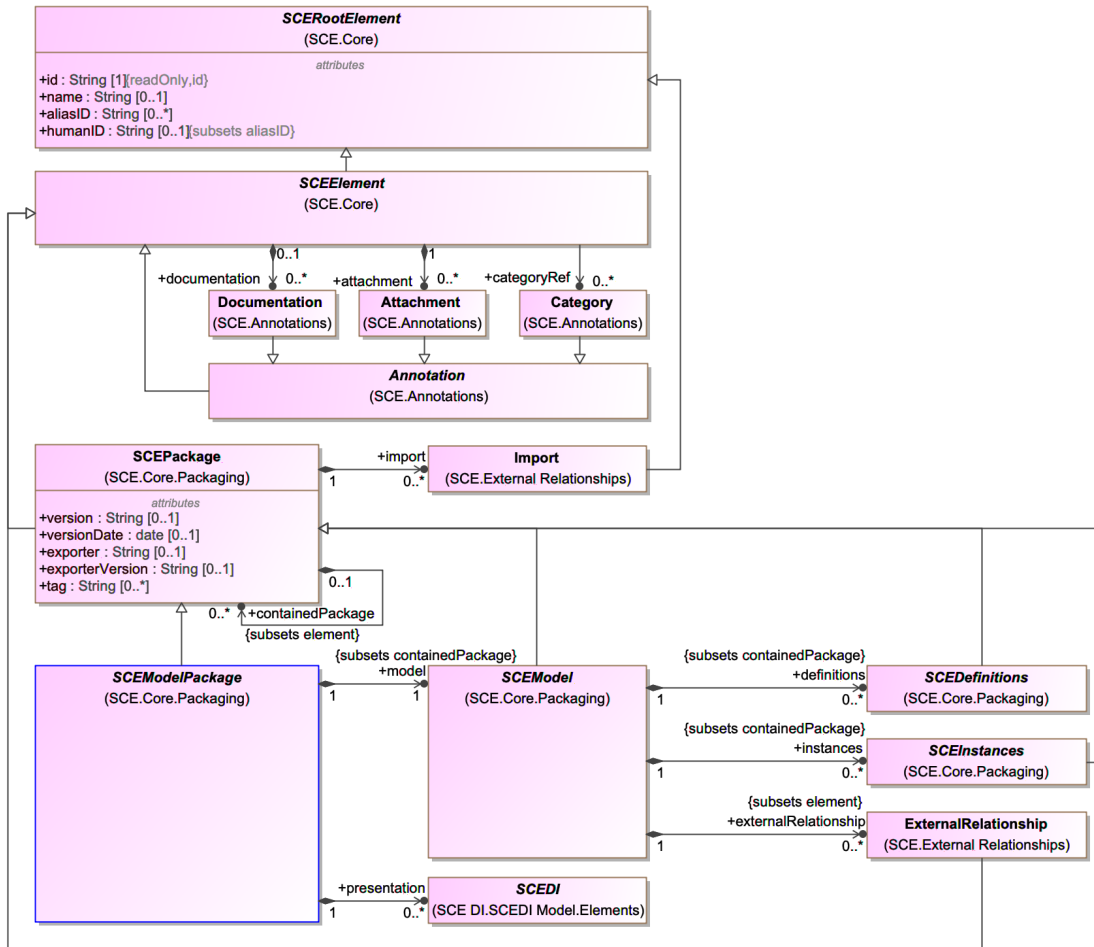 SCERootElement
(SCE.Core)
attributes
+id : String [1]{readOnly,id}
+name : String [0..1]
+aliasID : String [0..*]
+humanID : String [0..1]{subsets aliasID}
SCEElement
(SCE.Core)
0..1
1
+documentation
0..*
+attachment
0..*
+categoryRef
0..*
Documentation
(SCE.Annotations)
Attachment
(SCE.Annotations)
Category
(SCE.Annotations)
Annotation
(SCE.Annotations)
SCEPackage
(SCE.Core.Packaging)
attributes
+version : String [0..1]
+versionDate : date [0..1]
+exporter : String [0..1]
+exporterVersion : String [0..1]
+tag : String [0..*]
+import
1
0..*
Import
(SCE.External Relationships)
0..1
0..*
+containedPackage
{subsets element}
SCEModelPackage
(SCE.Core.Packaging)
{subsets containedPackage}
+model
1
1
SCEModel
(SCE.Core.Packaging)
{subsets containedPackage}
+definitions
1
0..*
SCEDefinitions
(SCE.Core.Packaging)
{subsets containedPackage}
+instances
1
0..*
SCEInstances
(SCE.Core.Packaging)
{subsets element}
+externalRelationship
1
0..*
ExternalRelationship
(SCE.External Relationships)
+presentation
1
0..*
SCEDI
(SCE DI.SCEDI Model.Elements)